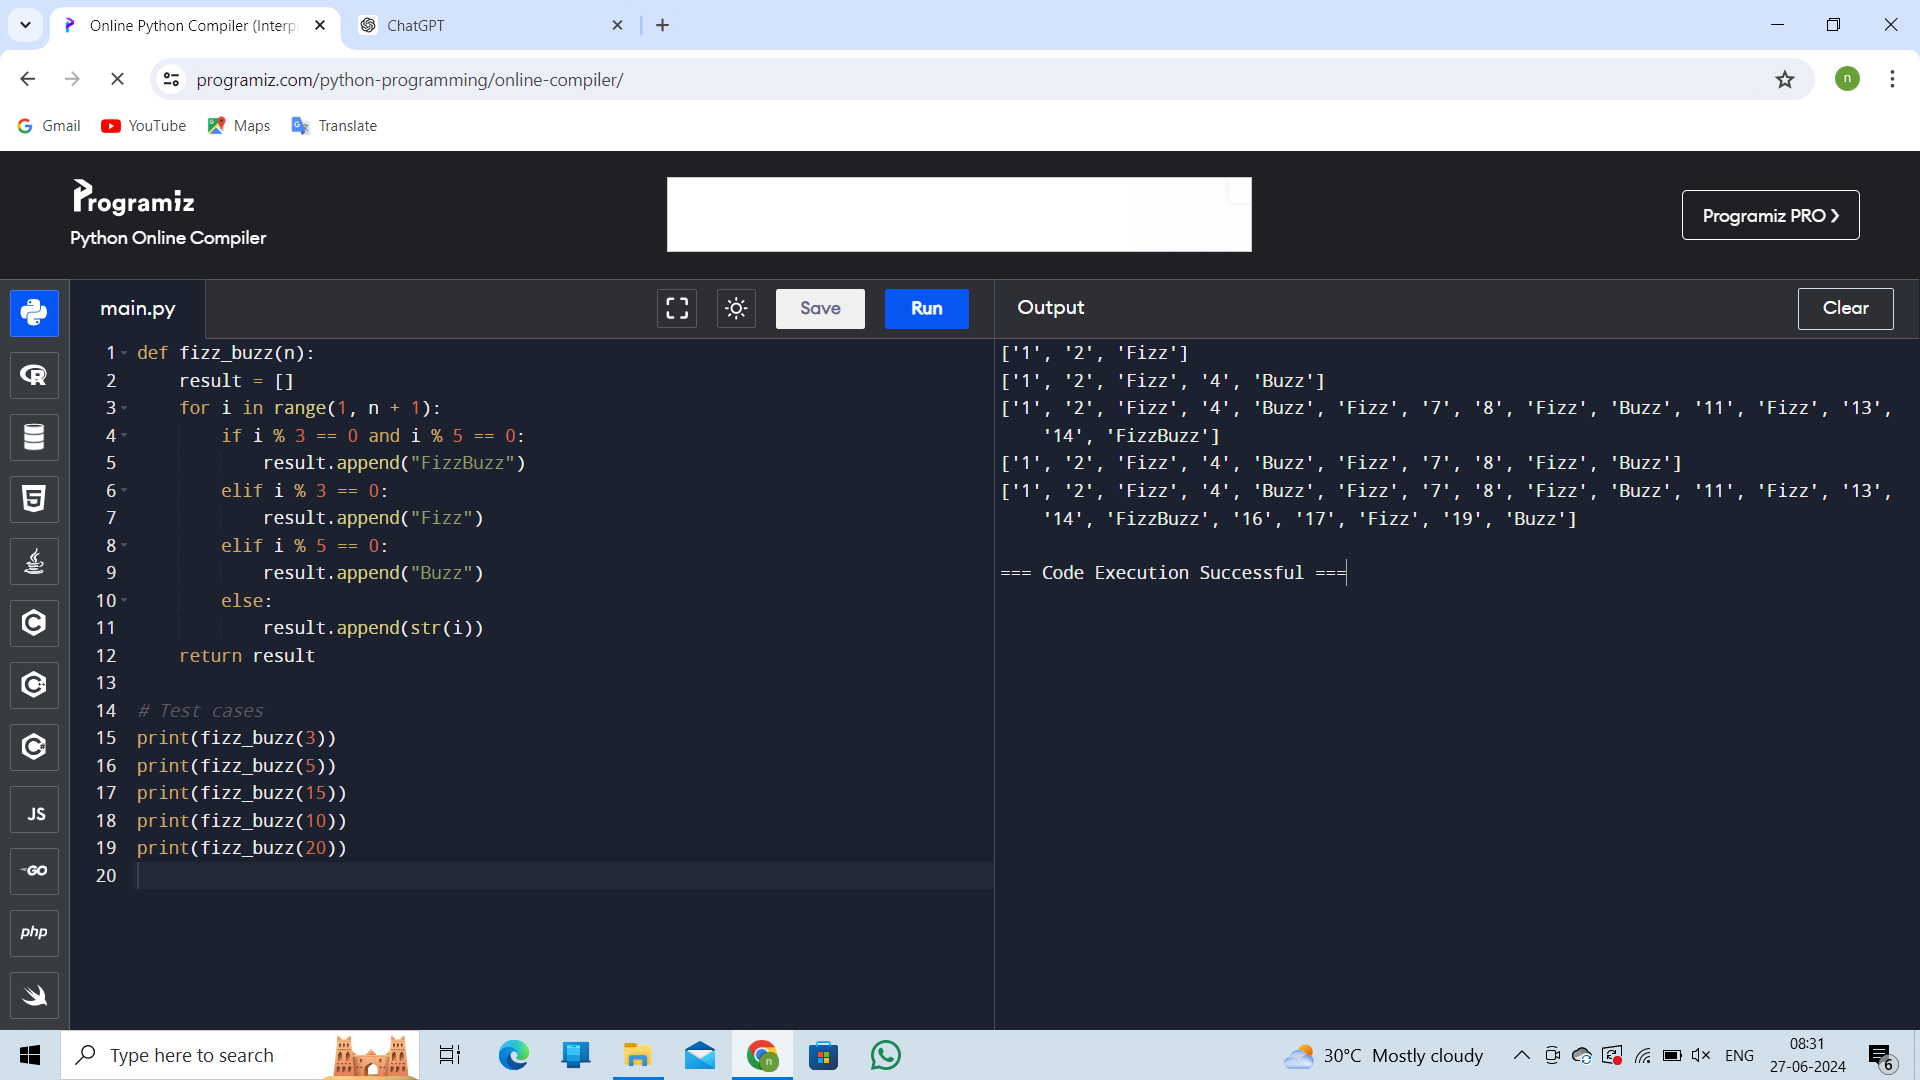 Online Python Compiler (Interp
ChatGPT
programiz.com/python-programming/online-compiler/
n
Gmail
YouTube
Maps
Translate
Programiz
Python Online Compiler
Programiz PRO ❯
main.py
Save
Run
Output
Clear
1 def fizz_buzz(n):
2     result = []
3     for i in range(1, n + 1):
4         if i % 3 == 0 and i % 5 == 0:
5             result.append("FizzBuzz")
6         elif i % 3 == 0:
7             result.append("Fizz")
8         elif i % 5 == 0:
9             result.append("Buzz")
10         else:
11             result.append(str(i))
12     return result
13
14 # Test cases
15 print(fizz_buzz(3))
16 print(fizz_buzz(5))
17 print(fizz_buzz(15))
18 print(fizz_buzz(10))
19 print(fizz_buzz(20))
20
['1', '2', 'Fizz']
['1', '2', 'Fizz', '4', 'Buzz']
['1', '2', 'Fizz', '4', 'Buzz', 'Fizz', '7', '8', 'Fizz', 'Buzz', '11', 'Fizz', '13',
'14', 'FizzBuzz']
['1', '2', 'Fizz', '4', 'Buzz', 'Fizz', '7', '8', 'Fizz', 'Buzz']
['1', '2', 'Fizz', '4', 'Buzz', 'Fizz', '7', '8', 'Fizz', 'Buzz', '11', 'Fizz', '13',
'14', 'FizzBuzz', '16', '17', 'Fizz', '19', 'Buzz']
=== Code Execution Successful ===
JS
GO
php
Type here to search
30°C Mostly cloudy
ENG
08:31
27-06-2024
6